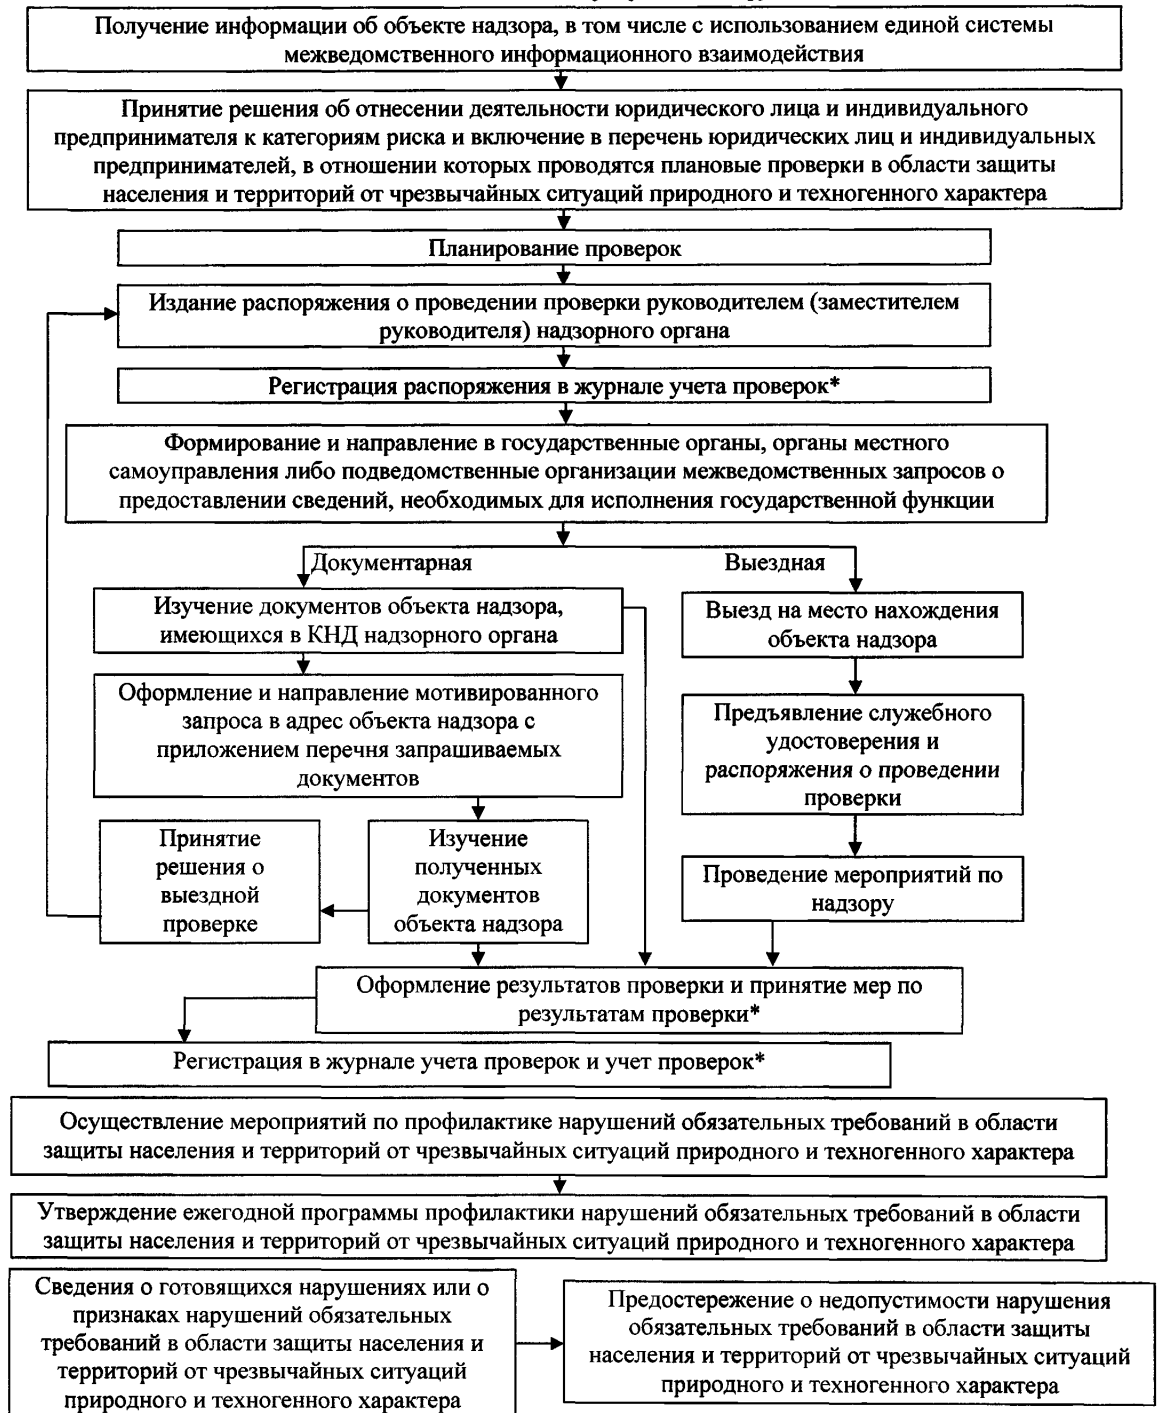 Получение информации об объекте надзора, в том числе с использованием единой системы
межведомственного информационного взаимодействия
Принятие решения об отнесении деятельности юридического лица и индивидуального
предпринимателя к категориям риска и включение в перечень юридических лиц и индивидуальных
предпринимателей, в отношении которых проводятся плановые проверки в области защиты
населения и территорий от чрезвычайных ситуаций природного и техногенного характера
Планирование проверок
Издание распоряжения о проведении проверки руководителем (заместителем
руководителя) надзорного органа
Регистрация распоряжения в журнале учета проверок*
Формирование и направление в государственные органы, органы местного
самоуправления либо подведомственные организации межведомственных запросов о
предоставлении сведений, необходимых для исполнения государственной функции
Документарная
Изучение документов объекта надзора,
имеющихся в КНД надзорного органа
Оформление и направление мотивированного
запроса в адрес объекта надзора с
приложением перечня запрашиваемых
документов
Принятие
решения о
выездной
проверке
Изучение
полученных
документов
объекта надзора
Выездная
Выезд на место нахождения
объекта надзора
Предъявление служебного
удостоверения и
распоряжения о проведении
проверки
Проведение мероприятий по
надзору
Оформление результатов проверки и принятие мер по
результатам проверки*
Регистрация в журнале учета проверок и учет проверок*
Осуществление мероприятий по профилактике нарушений обязательных требований в области
защиты населения и территорий от чрезвычайных ситуаций природного и техногенного характера
Утверждение ежегодной программы профилактики нарушений обязательных требований в области
защиты населения и территорий от чрезвычайных ситуаций природного и техногенного характера
Сведения о готовящихся нарушениях или о
признаках нарушений обязательных
требований в области защиты населения и
территорий от чрезвычайных ситуаций
природного и техногенного характера
Предостережение о недопустимости нарушения
обязательных требований в области защиты
населения и территорий от чрезвычайных ситуаций
природного и техногенного характера